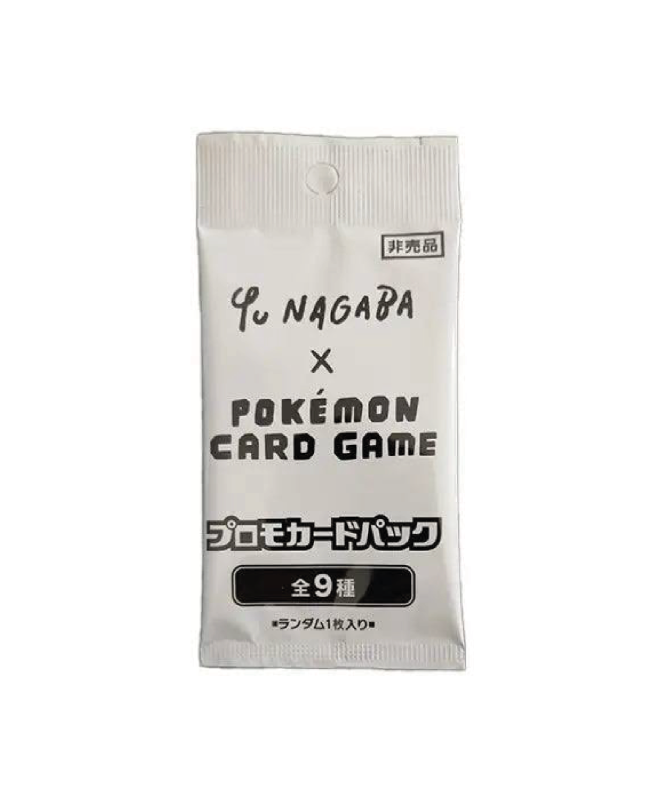 非売品
Yu NAGABA
×
POKÉMON
CARD GAME
プロモカードパック
全9種
■ランダム1枚入り■